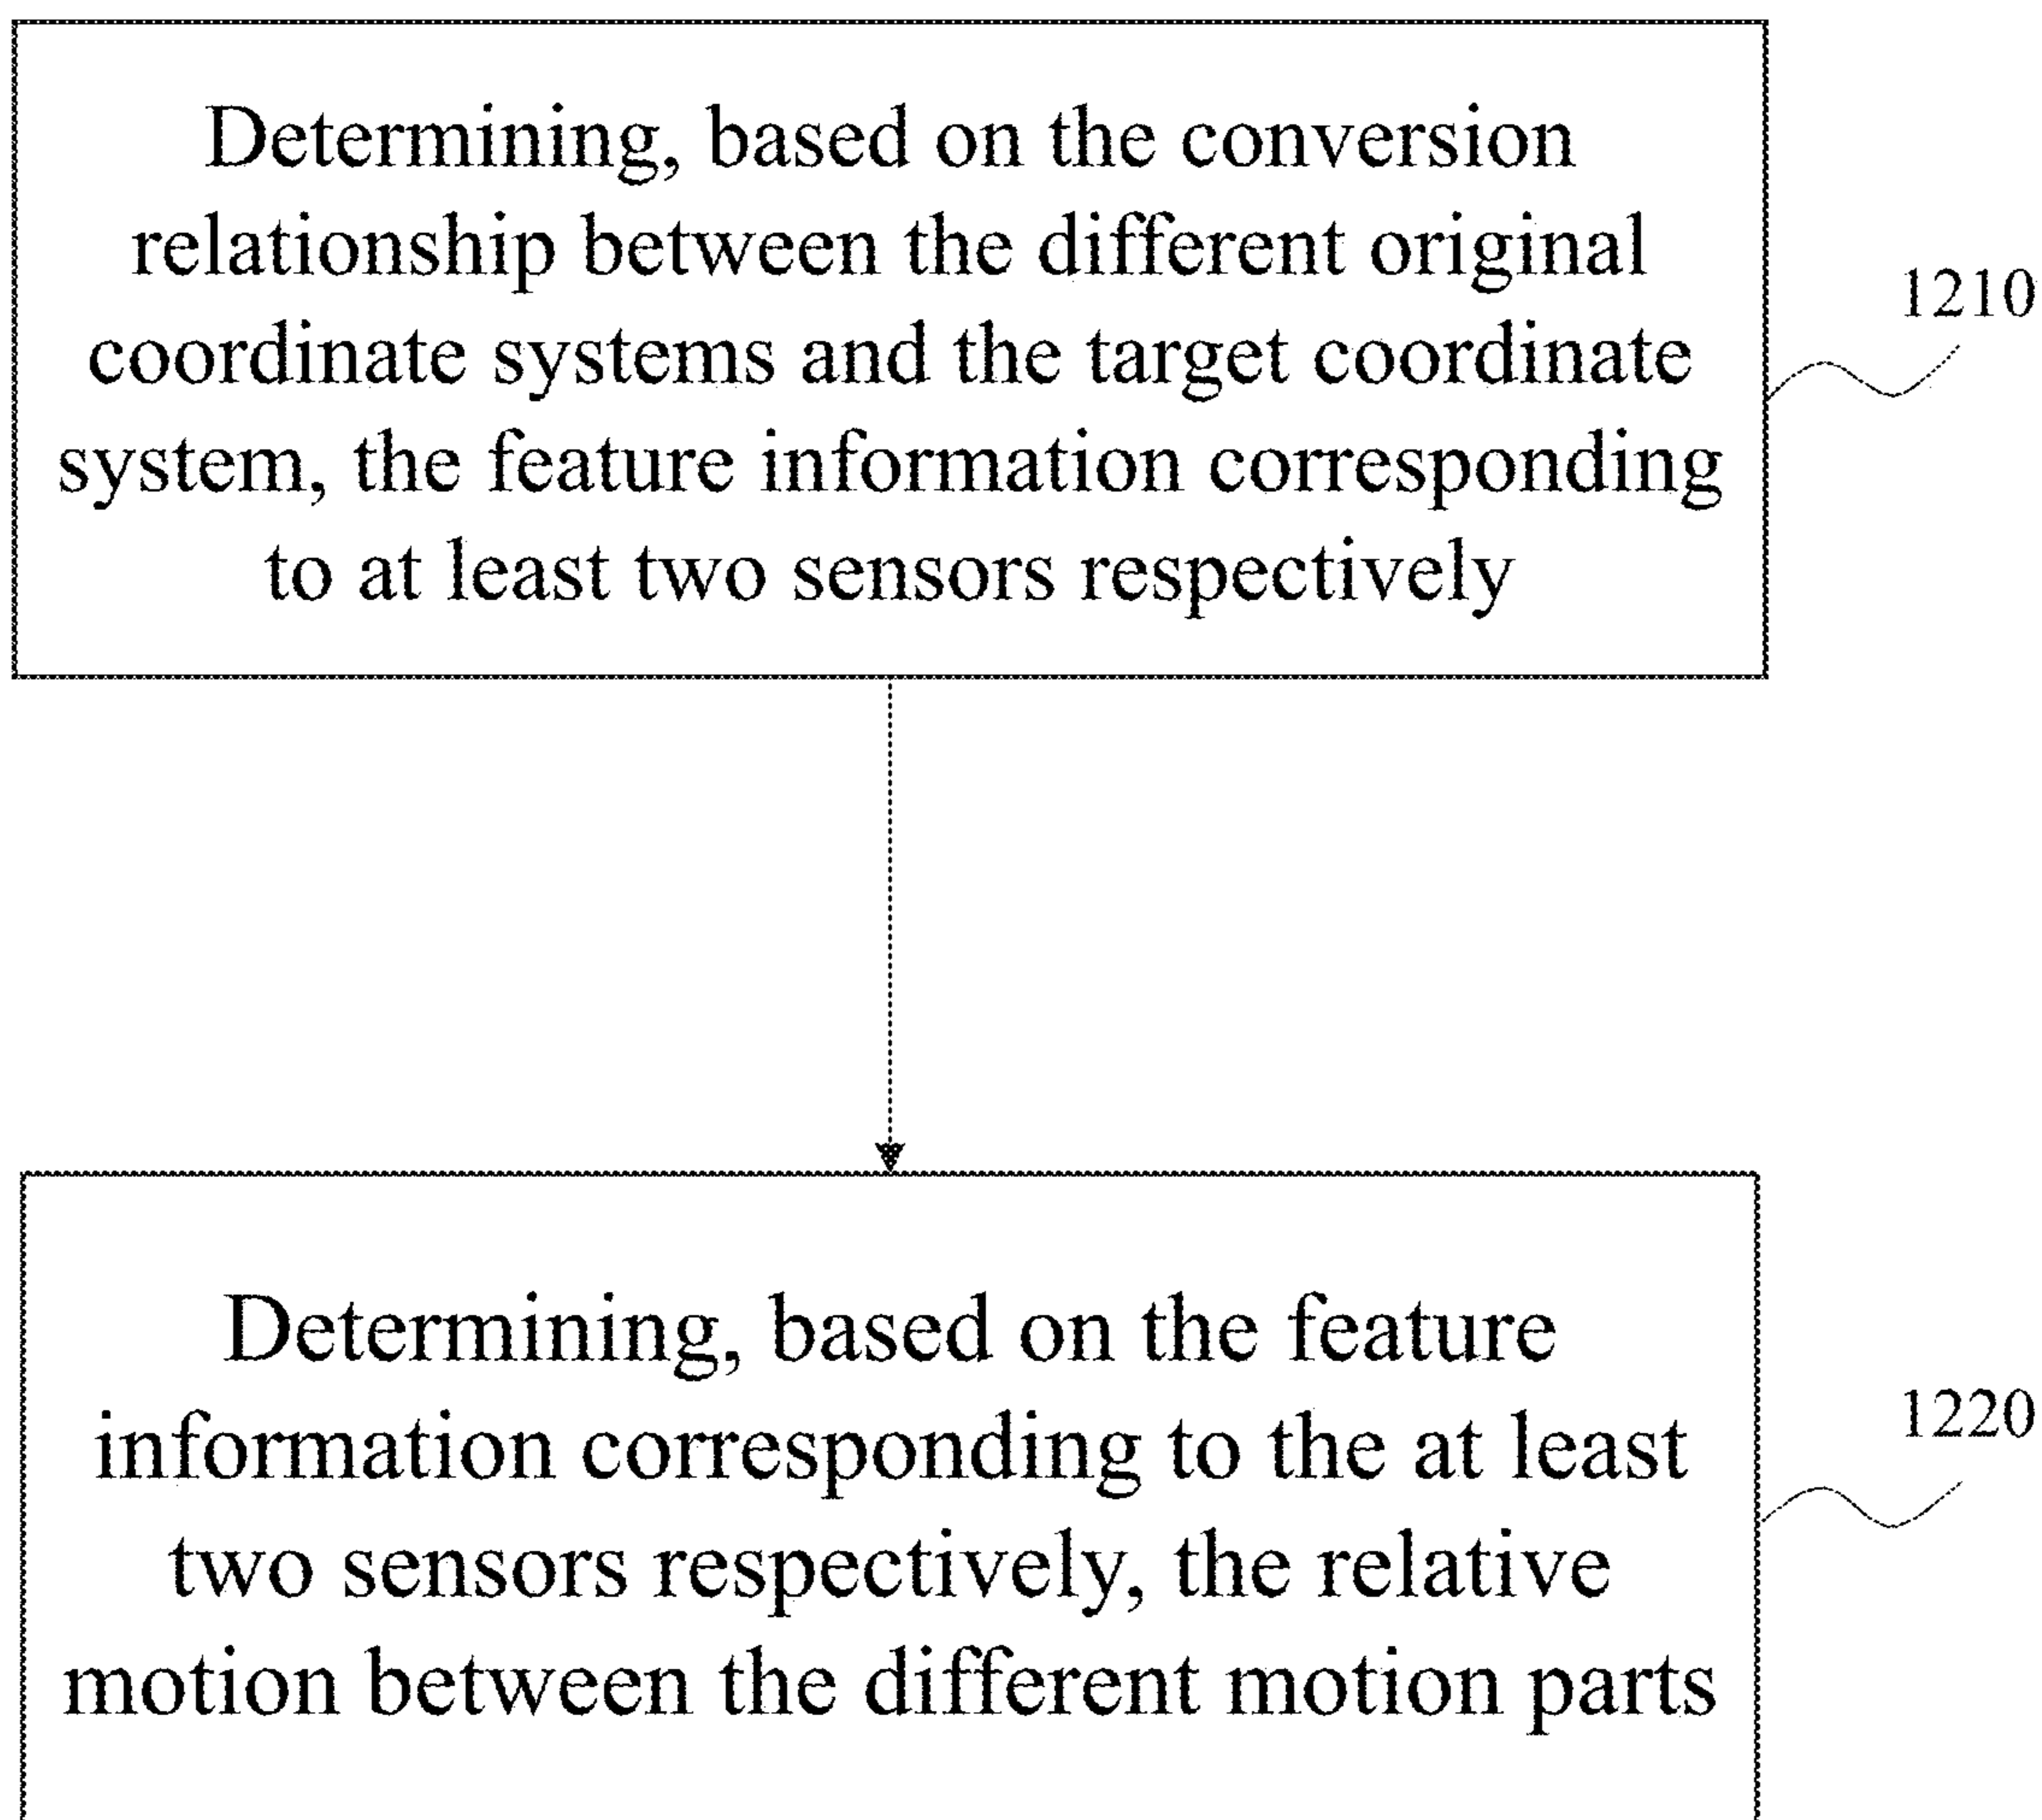 Determining, based on the conversion
relationship between the different original
coordinate systems and the target coordinate
system, the feature information corresponding
to at least two sensors respectively
1210
Determining, based on the feature
information corresponding to the at least
two sensors respectively, the relative
motion between the different motion parts
1220